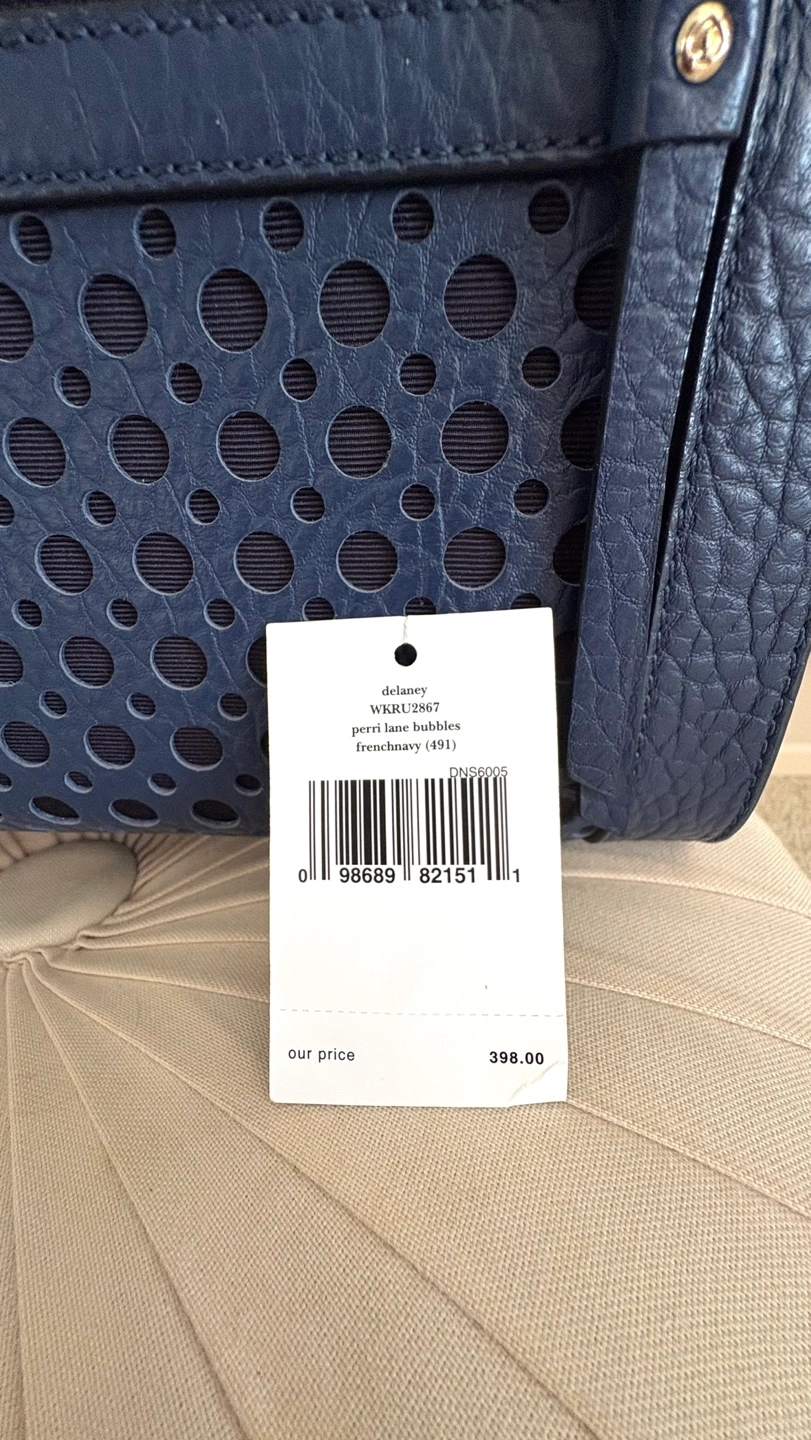 delaney
WKRU2867
perri lane bubbles
frenchnavy (491)
DNS6005
0 98689 82151 1
our price 398.00